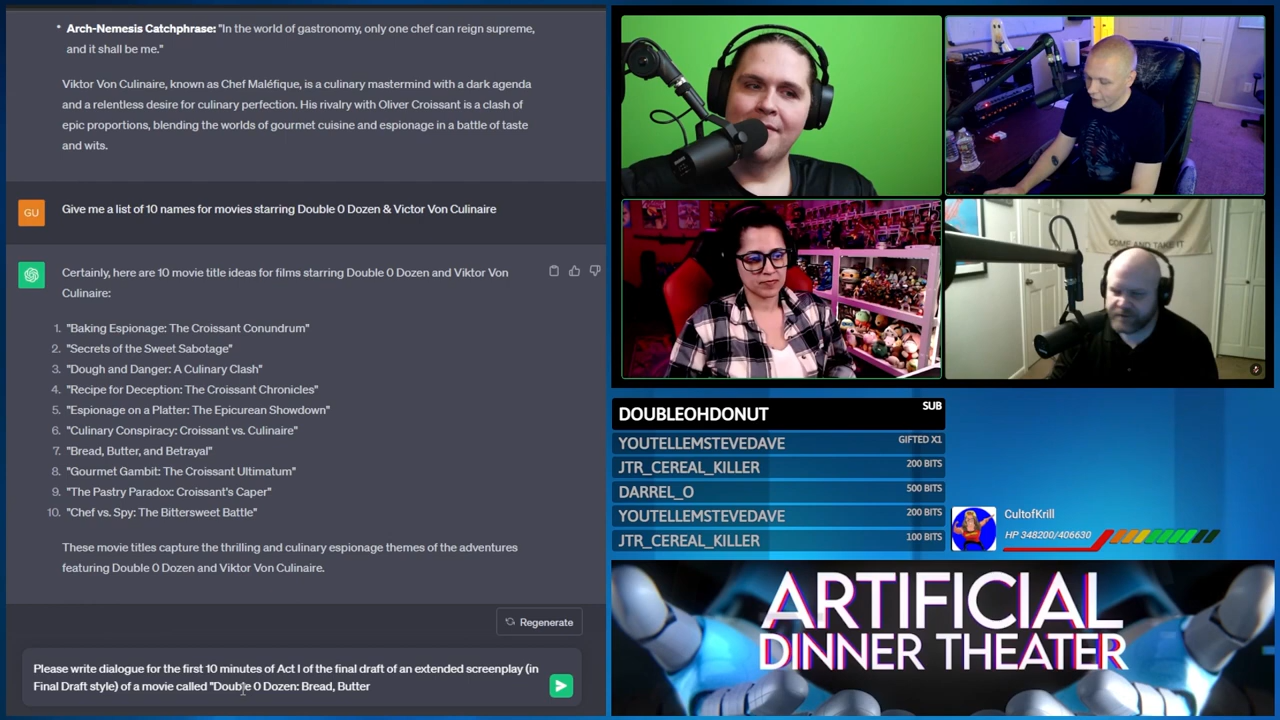 • Arch-Nemesis Catchphrase: "In the world of gastronomy, only one chef can reign supreme,
and it shall be me."
Viktor Von Culinaire, known as Chef Maléfique, is a culinary mastermind with a dark agenda
and a relentless desire for culinary perfection. His rivalry with Oliver Croissant is a clash of
epic proportions, blending the worlds of gourmet cuisine and espionage in a battle of taste
and wits.
GU
Give me a list of 10 names for movies starring Double 0 Dozen & Victor Von Culinaire
Certainly, here are 10 movie title ideas for films starring Double 0 Dozen and Viktor Von
Culinaire:
1. "Baking Espionage: The Croissant Conundrum"
2. "Secrets of the Sweet Sabotage"
3. "Dough and Danger: A Culinary Clash"
4. "Recipe for Deception: The Croissant Chronicles"
5. "Espionage on a Platter: The Epicurean Showdown"
6. "Culinary Conspiracy: Croissant vs. Culinaire"
7. "Bread, Butter, and Betrayal"
8. "Gourmet Gambit: The Croissant Ultimatum"
9. "The Pastry Paradox: Croissant's Caper"
10. "Chef vs. Spy: The Bittersweet Battle"
These movie titles capture the thrilling and culinary espionage themes of the adventures
featuring Double 0 Dozen and Viktor Von Culinaire.
Regenerate
Please write dialogue for the first 10 minutes of Act I of the final draft of an extended screenplay (in
Final Draft style) of a movie called "Double 0 Dozen: Bread, Butter
COME AND TAKE IT
DOUBLEOHDONUT SUB
YOUTELLEMSTEVEDAVE GIFTED X1
JTR_CEREAL_KILLER 200 BITS
DARREL_O 500 BITS
YOUTELLEMSTEVEDAVE 200 BITS
JTR_CEREAL_KILLER 100 BITS
CultofKrill
HP 348200/406630
ARTIFICIAL
DINNER THEATER